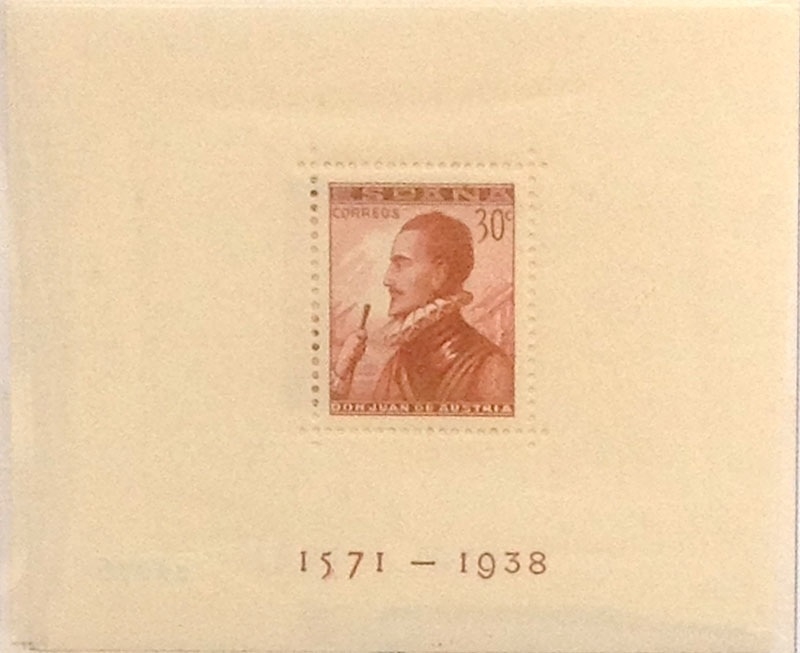 ESPAÑA
CORREOS 30c
DON JUAN DE AUSTRIA
1571 – 1938